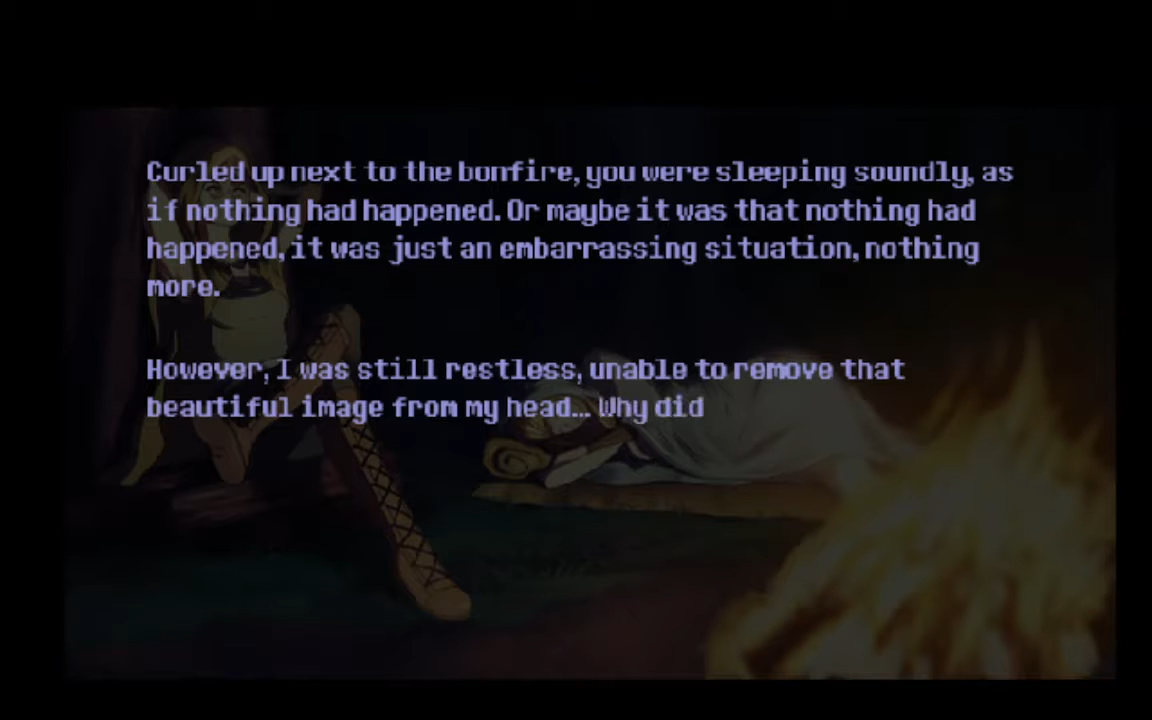 Curled up next to the bonfire, you were sleeping soundly, as
if nothing had happened. Or maybe it was that nothing had
happened, it was just an embarrassing situation, nothing
more.
However, I was still restless, unable to remove that
beautiful image from my head... Why did